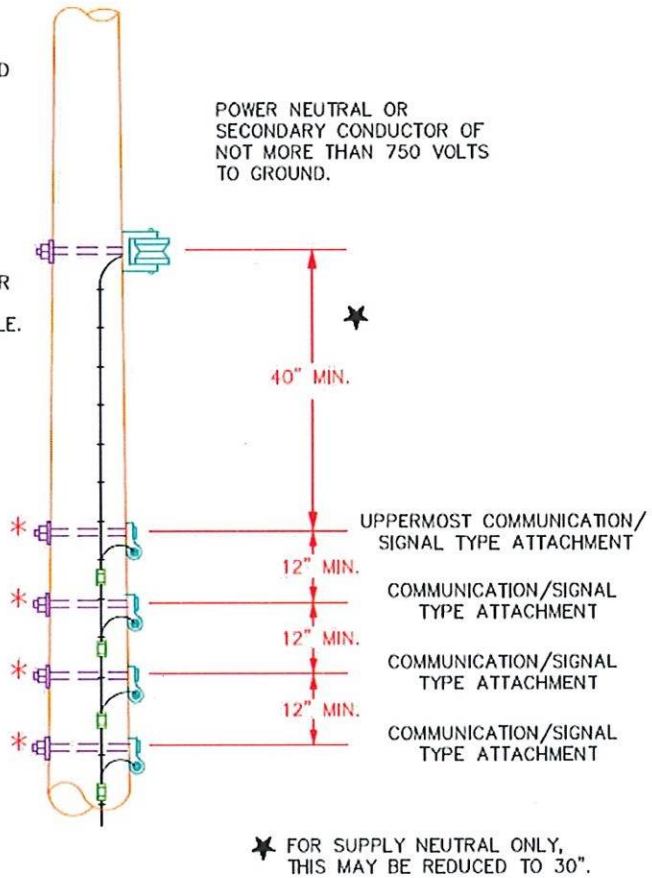 D
POWER NEUTRAL OR
SECONDARY CONDUCTOR OF
NOT MORE THAN 750 VOLTS
TO GROUND.
R
LE.
★
40" MIN.
* UPPERMOST COMMUNICATION/
SIGNAL TYPE ATTACHMENT
12" MIN.
* COMMUNICATION/SIGNAL
TYPE ATTACHMENT
12" MIN.
* COMMUNICATION/SIGNAL
TYPE ATTACHMENT
12" MIN.
* COMMUNICATION/SIGNAL
TYPE ATTACHMENT
★ FOR SUPPLY NEUTRAL ONLY,
THIS MAY BE REDUCED TO 30".